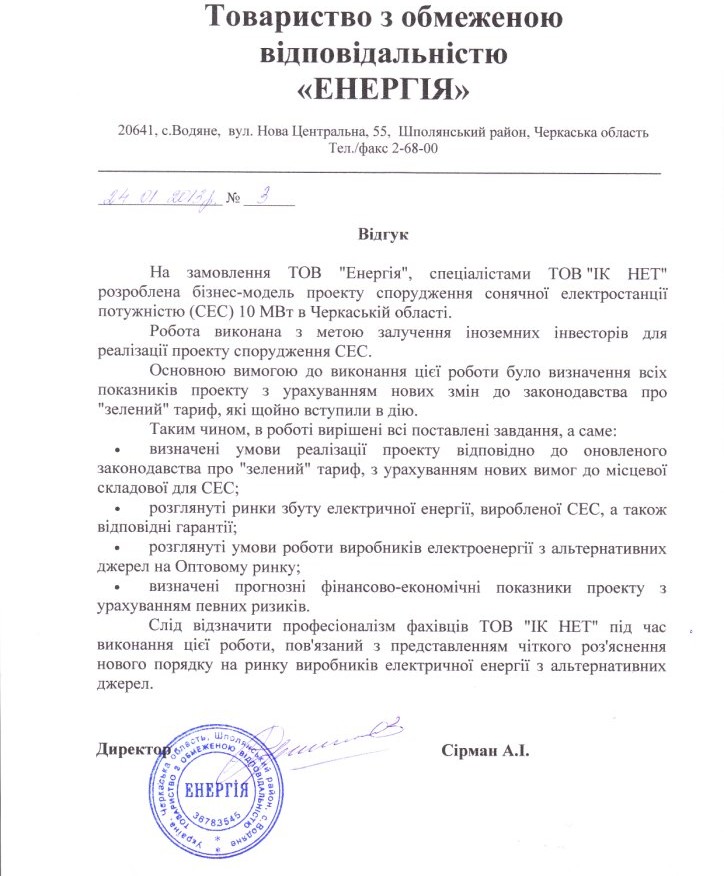 Товариство з обмеженою
відповідальністю
«ЕНЕРГІЯ»
20641, с.Водяне, вул. Нова Центральна, 55, Шполянський район, Черкаська область
Тел./факс 2-68-00
24 01 2013р. № 3
Відгук
На замовлення ТОВ "Енергія", спеціалістами ТОВ "ІК НЕТ"
розроблена бізнес-модель проекту спорудження сонячної електростанції
потужністю (СЕС) 10 МВт в Черкаській області.
Робота виконана з метою залучення іноземних інвесторів для
реалізації проекту спорудження СЕС.
Основною вимогою до виконання цієї роботи було визначення всіх
показників проекту з урахуванням нових змін до законодавства про
"зелений" тариф, які щойно вступили в дію.
Таким чином, в роботі вирішені всі поставлені завдання, а саме:
• визначені умови реалізації проекту відповідно до оновленого
законодавства про "зелений" тариф, з урахуванням нових вимог до місцевої
складової для СЕС;
• розглянуті ринки збуту електричної енергії, виробленої СЕС, а також
відповідні гарантії;
• розглянуті умови роботи виробників електроенергії з альтернативних
джерел на Оптовому ринку;
• визначені прогнозні фінансово-економічні показники проекту з
урахуванням певних ризиків.
Слід відзначити професіоналізм фахівців ТОВ "ІК НЕТ" під час
виконання цієї роботи, пов'язаний з представленням чіткого роз'яснення
нового порядку на ринку виробників електричної енергії з альтернативних
джерел.
Директор Сірман А.І.
Україна, Черкаська область, Шполянський район, с.Водяне
ТОВАРИСТВО З ОБМЕЖЕНОЮ ВІДПОВІДАЛЬНІСТЮ
ЕНЕРГІЯ
36783545